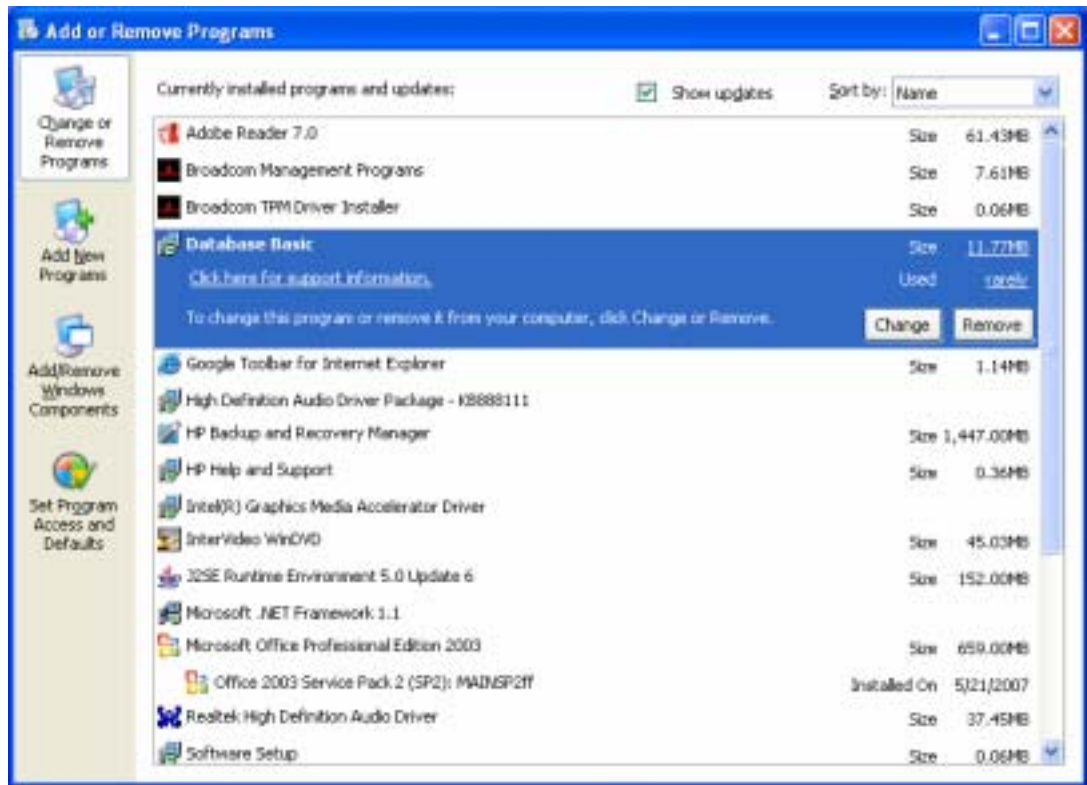 Add or Remove Programs
Change or
Remove
Programs
Add New
Programs
Add/Remove
Windows
Components
Set Program
Access and
Defaults
Currently installed programs and updates:
Show updates
Sort by: Name
Adobe Reader 7.0 Size 61.43MB
Broadcom Management Programs Size 7.61MB
Broadcom TPM Driver Installer Size 0.06MB
Database Basic Size 11.77MB
Click here for support information. Used rarely
To change this program or remove it from your computer, click Change or Remove. Change Remove
Google Toolbar for Internet Explorer Size 1.14MB
High Definition Audio Driver Package - KB888111
HP Backup and Recovery Manager Size 1,447.00MB
HP Help and Support Size 0.36MB
Intel(R) Graphics Media Accelerator Driver
InterVideo WinDVD Size 45.03MB
J2SE Runtime Environment 5.0 Update 6 Size 152.00MB
Microsoft .NET Framework 1.1
Microsoft Office Professional Edition 2003 Size 659.00MB
Office 2003 Service Pack 2 (SP2): MAINSP2ff Installed On 5/21/2007
Realtek High Definition Audio Driver Size 37.45MB
Software Setup Size 0.06MB